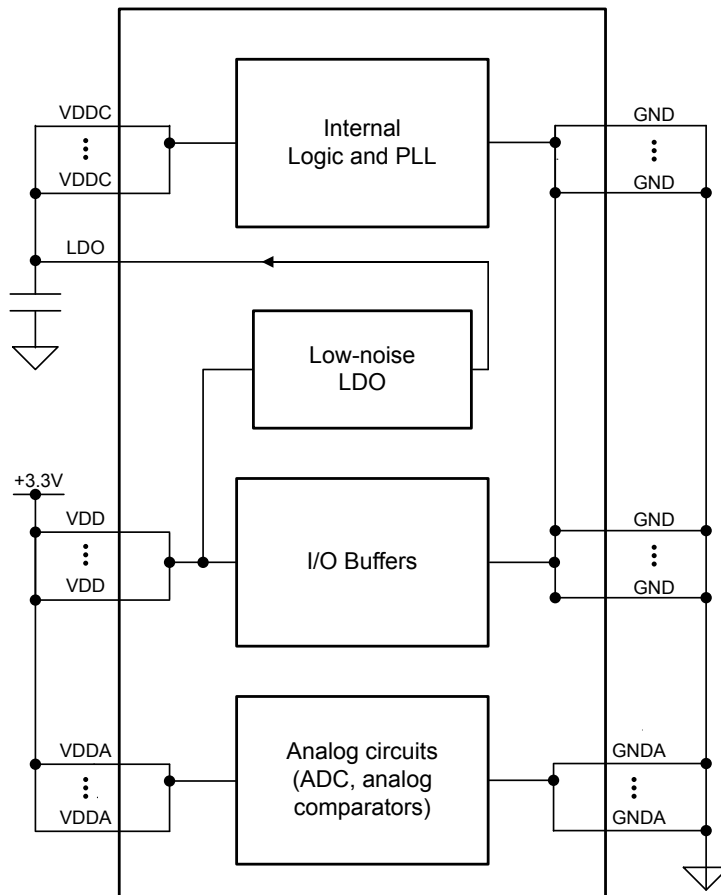 VDDC
VDDC
Internal
Logic and PLL
GND
GND
LDO
Low-noise
LDO
+3.3V
VDD
VDD
I/O Buffers
GND
GND
VDDA
VDDA
Analog circuits
(ADC, analog
comparators)
GNDA
GNDA